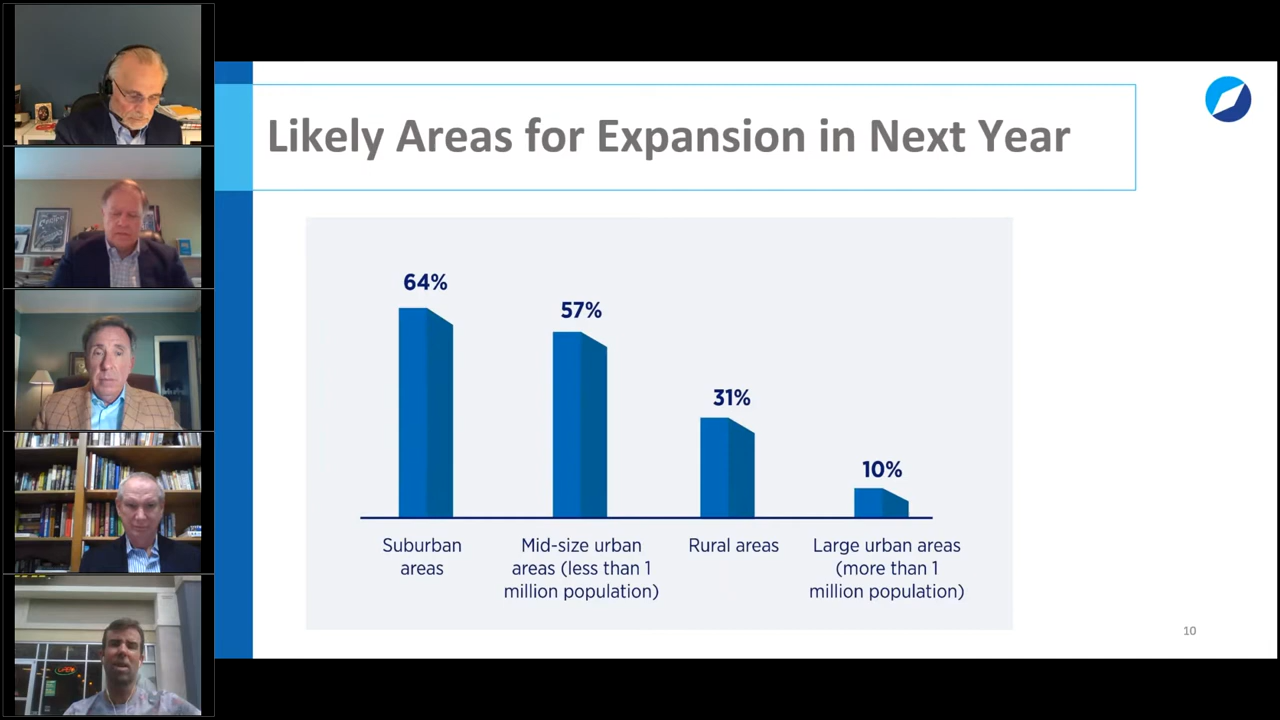 Likely Areas for Expansion in Next Year
64%
57%
31%
10%
Suburban
areas
Mid-size urban
areas (less than 1
million population)
Rural areas
Large urban areas
(more than 1
million population)
10